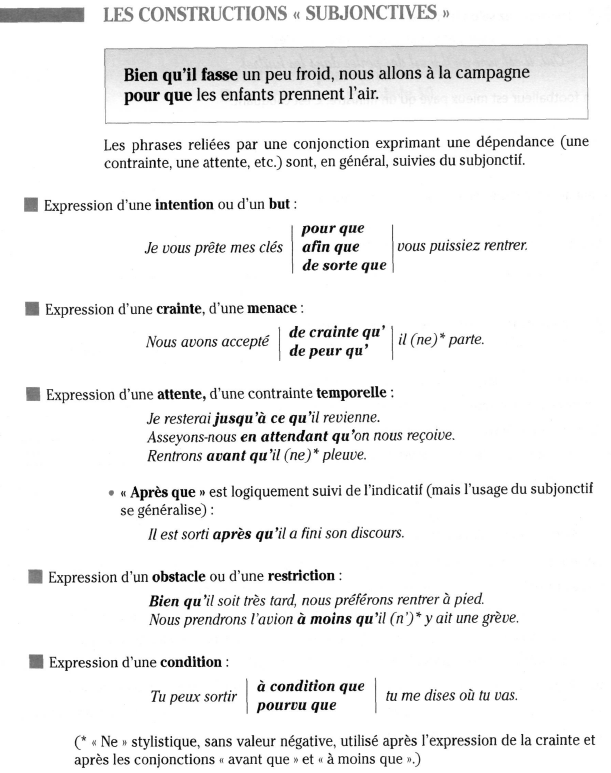 LES CONSTRUCTIONS « SUBJONCTIVES »
Bien qu'il fasse un peu froid, nous allons à la campagne
pour que les enfants prennent l'air.
Les phrases reliées par une conjonction exprimant une dépendance (une
contrainte, une attente, etc.) sont, en général, suivies du subjonctif.
Expression d'une intention ou d'un but :
pour que
Je vous prête mes clés afin que vous puissiez rentrer.
de sorte que
Expression d'une crainte, d'une menace :
de crainte qu'
Nous avons accepté il (ne)* parte.
de peur qu'
Expression d'une attente, d'une contrainte temporelle :
Je resterai jusqu'à ce qu'il revienne.
Asseyons-nous en attendant qu'on nous reçoive.
Rentrons avant qu'il (ne)* pleuve.
• « Après que » est logiquement suivi de l'indicatif (mais l'usage du subjonctif
se généralise) :
Il est sorti après qu'il a fini son discours.
Expression d'un obstacle ou d'une restriction :
Bien qu'il soit très tard, nous préférons rentrer à pied.
Nous prendrons l'avion à moins qu'il (n')* y ait une grève.
Expression d'une condition :
à condition que
Tu peux sortir tu me dises où tu vas.
pourvu que
(* « Ne » stylistique, sans valeur négative, utilisé après l'expression de la crainte et
après les conjonctions « avant que » et « à moins que ».)